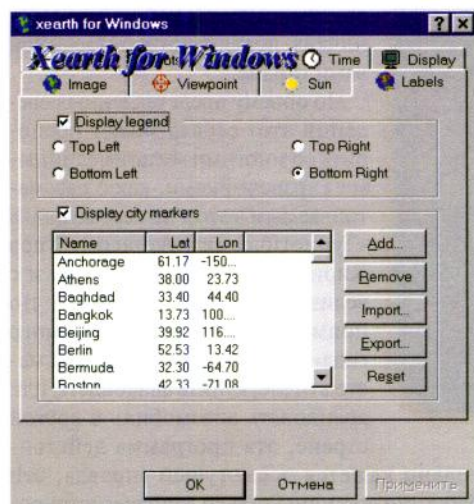 xearth for Windows
Xearth for Windows
Time
Display
Image
Viewpoint
Sun
Labels
Display legend
Top Left
Top Right
Bottom Left
Bottom Right
Display city markers
Name Lat Lon
Anchorage 61.17 -150...
Athens 38.00 23.73
Baghdad 33.40 44.40
Bangkok 13.73 100....
Beijing 39.92 116....
Berlin 52.53 13.42
Bermuda 32.30 -64.70
Boston 42.33 -71.08
Add...
Remove
Import...
Export...
Reset
OK
Отмена
Применить